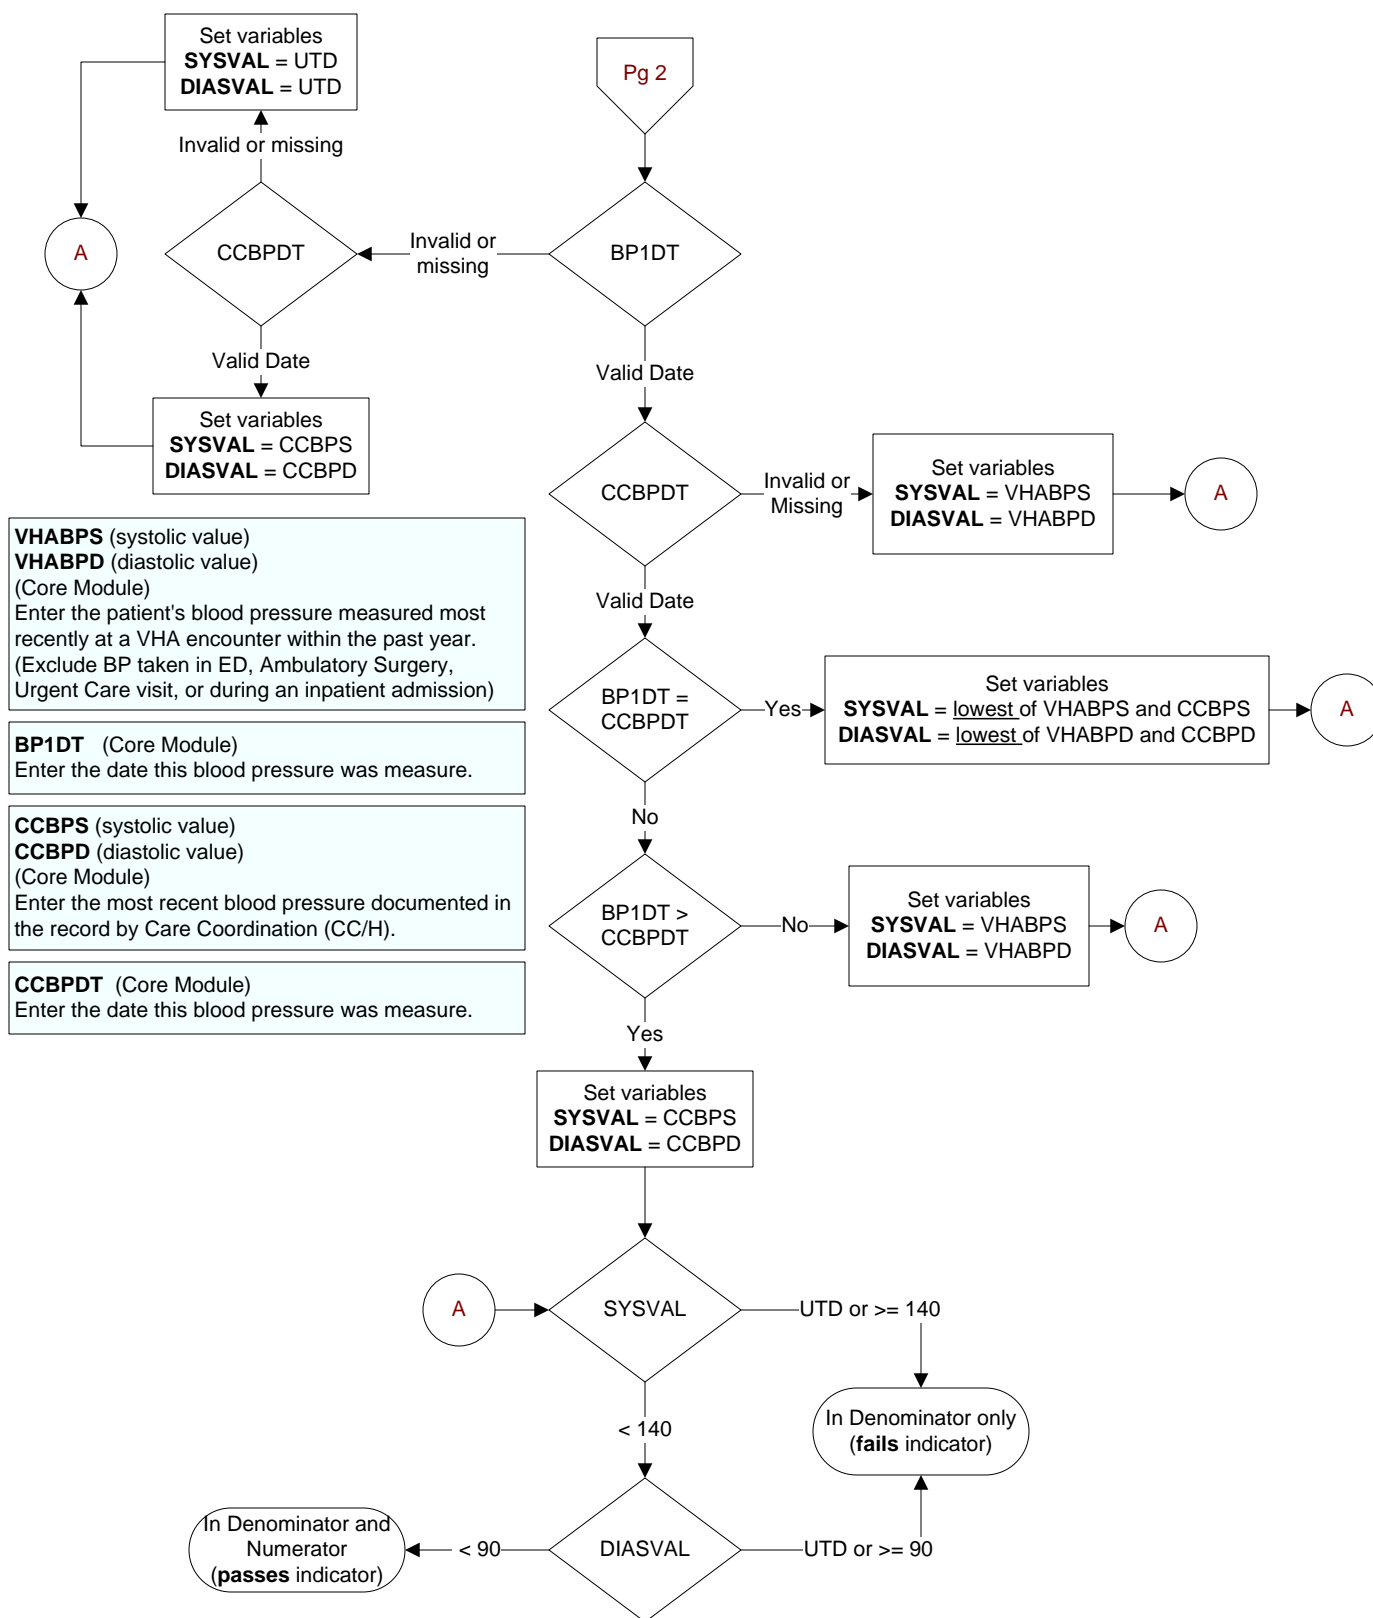 Set variables
SYSVAL = UTD
DIASVAL = UTD
Pg 2
Invalid or missing
A
CCBPDT
Invalid or
missing
BP1DT
Valid Date
Set variables
SYSVAL = CCBPS
DIASVAL = CCBPD
Valid Date
CCBPDT
Invalid or
Missing
Set variables
SYSVAL = VHABPS
DIASVAL = VHABPD
A
VHABPS (systolic value)
VHABPD (diastolic value)
(Core Module)
Enter the patient's blood pressure measured most
recently at a VHA encounter within the past year.
(Exclude BP taken in ED, Ambulatory Surgery,
Urgent Care visit, or during an inpatient admission)
BP1DT (Core Module)
Enter the date this blood pressure was measure.
CCBPS (systolic value)
CCBPD (diastolic value)
(Core Module)
Enter the most recent blood pressure documented in
the record by Care Coordination (CC/H).
CCBPDT (Core Module)
Enter the date this blood pressure was measure.
Valid Date
BP1DT =
CCBPDT
Yes
Set variables
SYSVAL = lowest of VHABPS and CCBPS
DIASVAL = lowest of VHABPD and CCBPD
A
No
BP1DT >
CCBPDT
No
Set variables
SYSVAL = VHABPS
DIASVAL = VHABPD
A
Yes
Set variables
SYSVAL = CCBPS
DIASVAL = CCBPD
A
SYSVAL
UTD or >= 140
In Denominator only
(fails indicator)
< 140
In Denominator and
Numerator
(passes indicator)
< 90
DIASVAL
UTD or >= 90